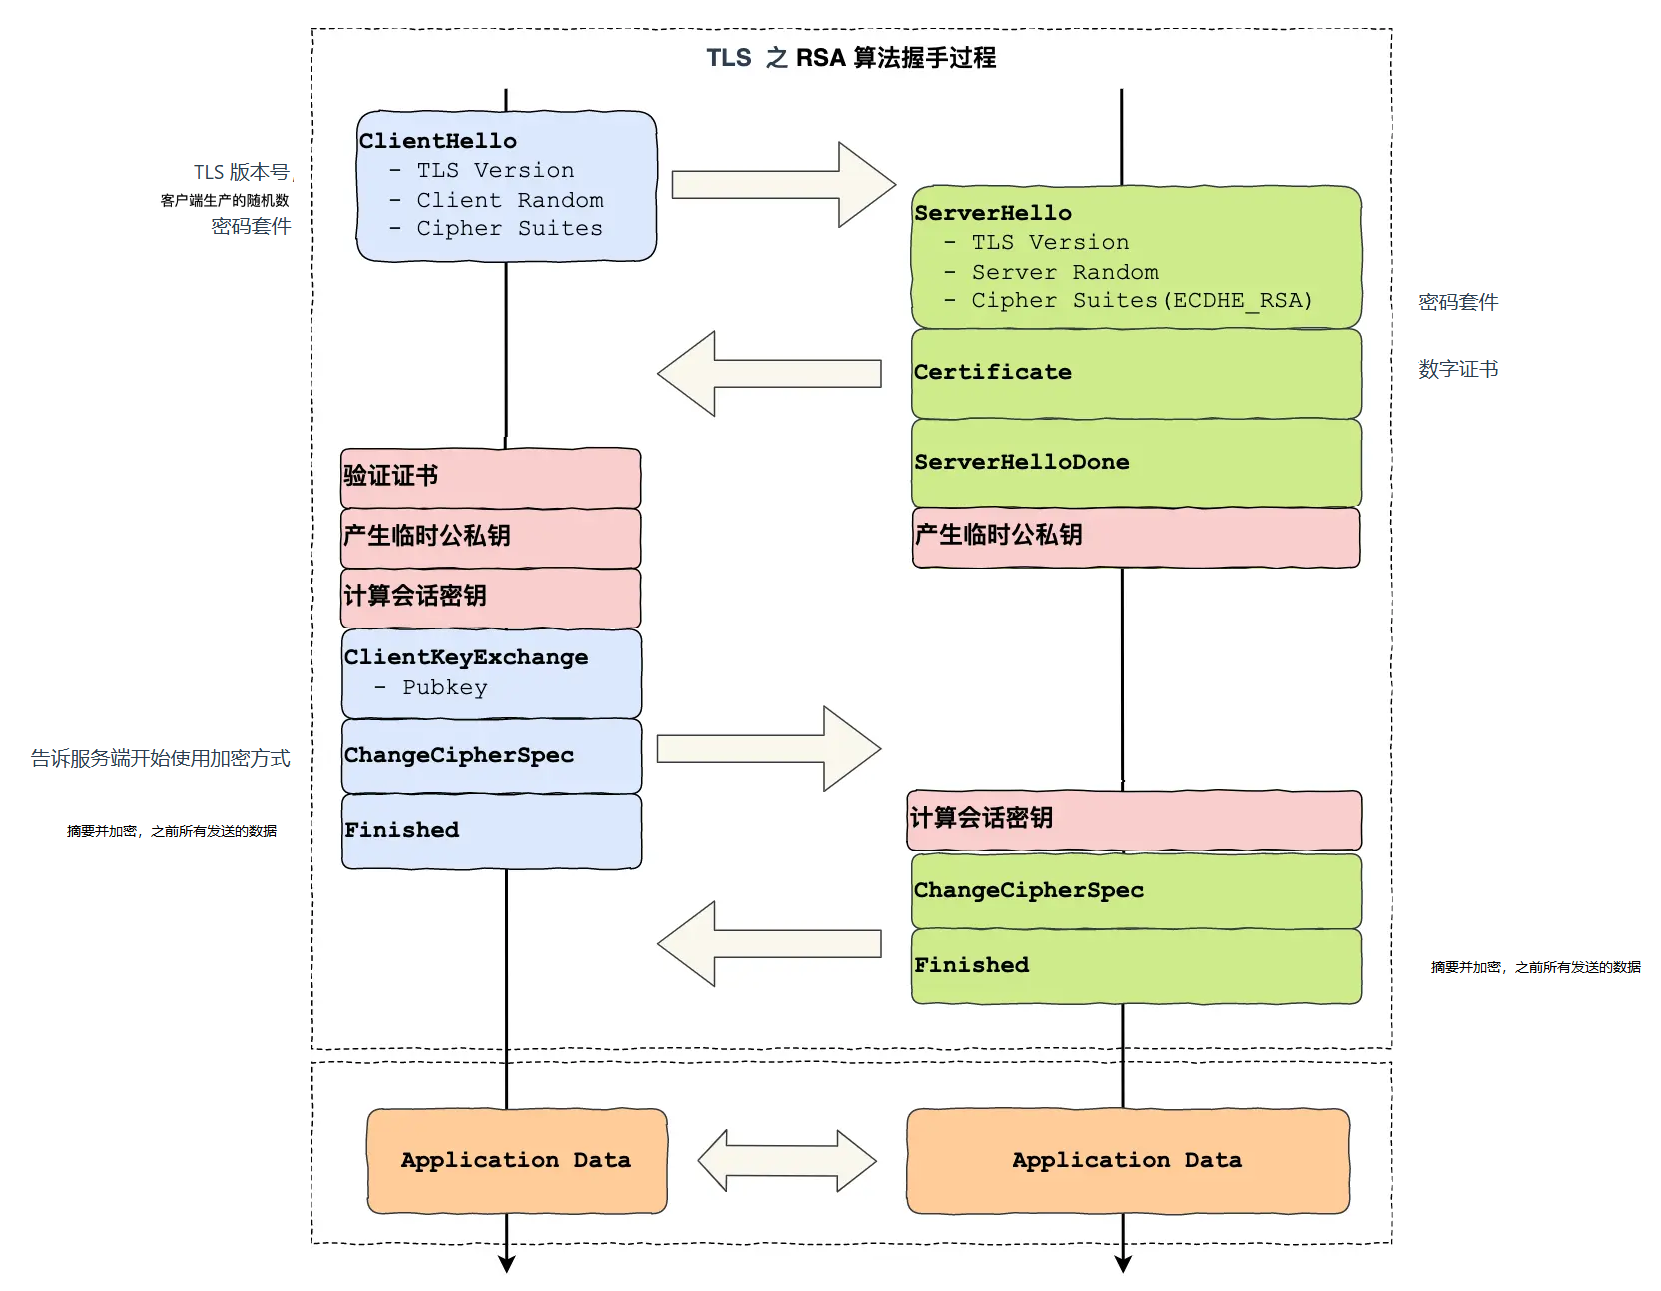 TLS 之 RSA 算法握手过程
ClientHello
- TLS Version
- Client Random
- Cipher Suites
TLS 版本号,
客户端生产的随机数
密码套件
ServerHello
- TLS Version
- Server Random
- Cipher Suites(ECDHE_RSA)
密码套件
Certificate
数字证书
ServerHelloDone
产生临时公私钥
验证证书
产生临时公私钥
计算会话密钥
ClientKeyExchange
- Pubkey
ChangeCipherSpec
告诉服务端开始使用加密方式
Finished
摘要并加密，之前所有发送的数据
计算会话密钥
ChangeCipherSpec
Finished
摘要并加密，之前所有发送的数据
Application Data
Application Data